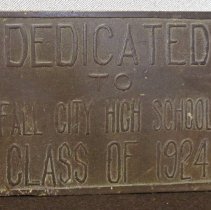 DEDICATED
TO
FALL CITY HIGH SCHOOL
CLASS OF 1924